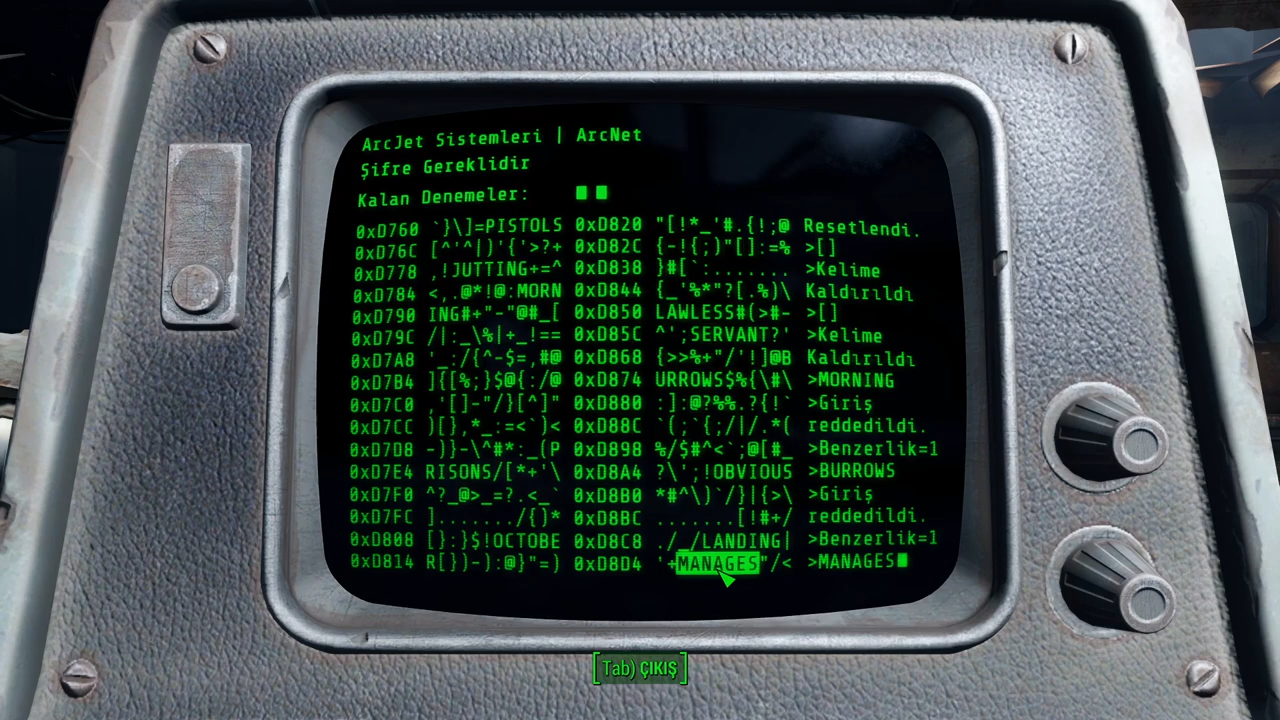 ArcJet Sistemleri | ArcNet
Şifre Gereklidir
Kalan Denemeler: ■ ■
0xD760 `}\]=PISTOLS 0xD820 "[!*_'#.{!;@ Resetlendi.
0xD76C [^'^|)'{'>?+ 0xD82C {-!{;)"[]:=% >[]
0xD778 ,!JUTTING+=^ 0xD838 }#[`:....... >Kelime
0xD784 <,.@*!@:MORN 0xD844 {_'%*"?[.%)\ Kaldırıldı
0xD790 ING#+"-"@#_[ 0xD850 LAWLESS#(>#- >[]
0xD79C /|:_\%|+_!== 0xD85C ^';SERVANT?' >Kelime
0xD7A8 '_:/{^-$=,#@ 0xD868 {>>%+"/'!]@B Kaldırıldı
0xD7B4 ]{[%;}$@{:/@ 0xD874 URROWS$%{\#\ >MORNING
0xD7C0 ,'[]-"/}[^]" 0xD880 :]:@?%%.?{!` >Giriş
0xD7CC )[},*_:=<`)< 0xD88C `(;`{;/|/.*( reddedildi.
0xD7D8 -)}-\^#*:_(P 0xD898 %/$#^<`;@[#_ >Benzerlik=1
0xD7E4 RISONS/[*+'\ 0xD8A4 ?\';!OBVIOUS >BURROWS
0xD7F0 ^?_@>_=?.<_` 0xD8B0 *#^\)`/}|{>\ >Giriş
0xD7FC ]......./{]* 0xD8BC .......[!#+/ reddedildi.
0xD808 [}:}$!OCTOBE 0xD8C8 ./_/LANDING| >Benzerlik=1
0xD814 R[})-):@}"=) 0xD8D4 '+MANAGES"/< >MANAGES■
[Tab) ÇIKIŞ]